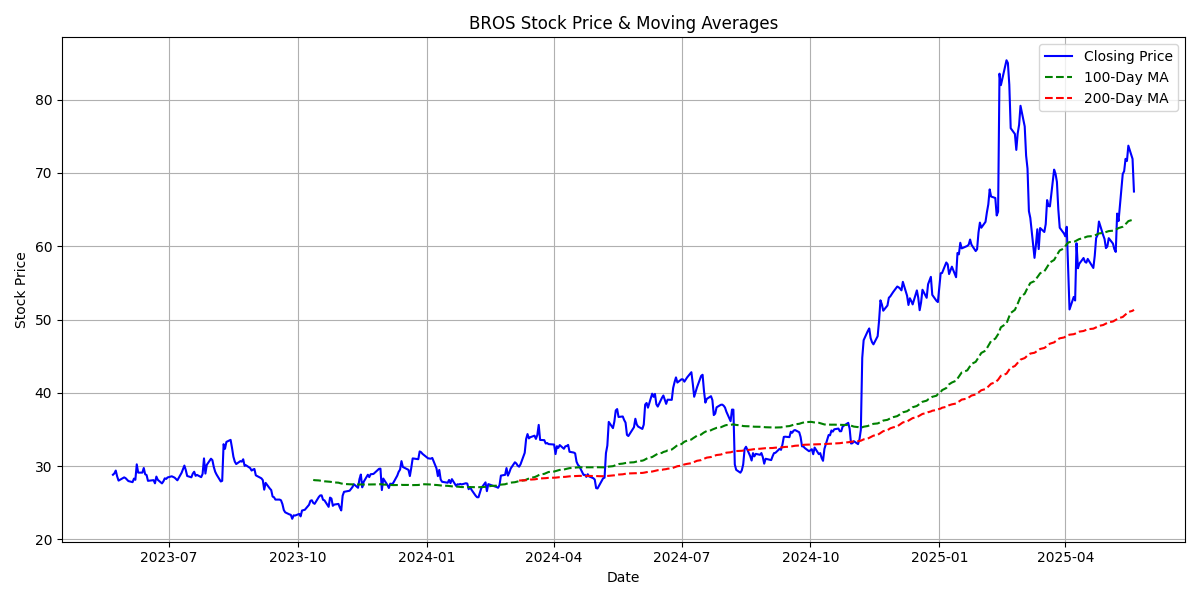 BROS Stock Price & Moving Averages
Closing Price
100-Day MA
200-Day MA
Stock Price
80
70
60
50
40
30
20
2023-07
2023-10
2024-01
2024-04
2024-07
2024-10
2025-01
2025-04
Date